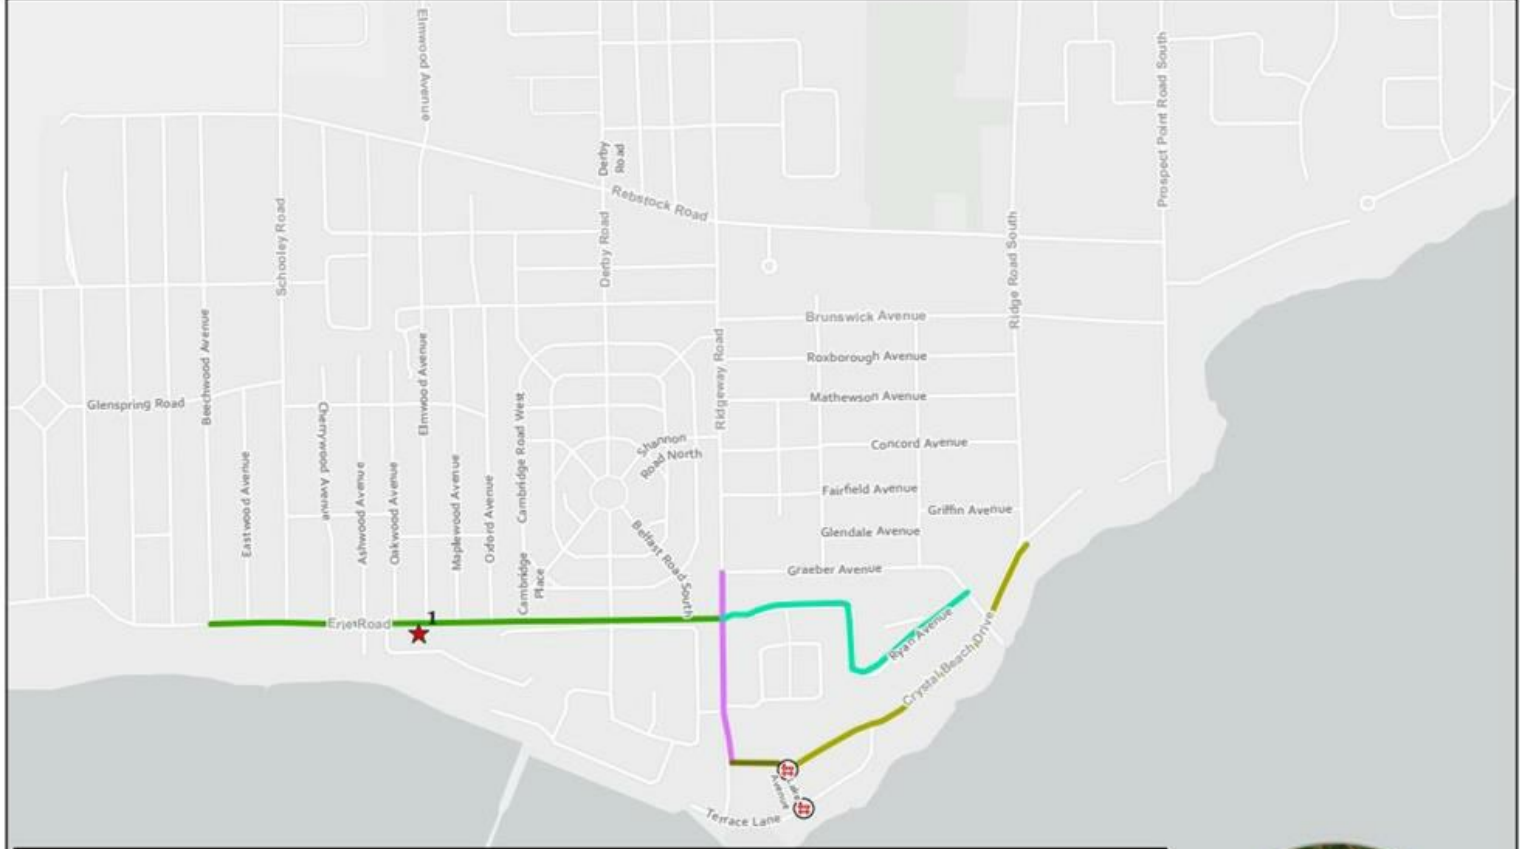 Elmwood Avenue
Prospect Point Road South
Derby
Road
Rebstock Road
Schooley Road
Derby Road
Ridge Road South
Beechwood Avenue
Brunswick Avenue
Ridgeway Road
Elmwood Avenue
Roxborough Avenue
Mathewson Avenue
Glenspring Road
Cherrywood Avenue
Cambridge Road West
Shannon
Road North
Concord Avenue
Eastwood Avenue
Ashwood Avenue
Oakwood Avenue
Maplewood Avenue
Oxford Avenue
Fairfield Avenue
Griffin Avenue
Glendale Avenue
Belfast Road South
Cambridge
Place
Graeber Avenue
Erie Road
1
Ryan Avenue
Crystal Beach Drive
Lake
Avenue
Terrace Lane